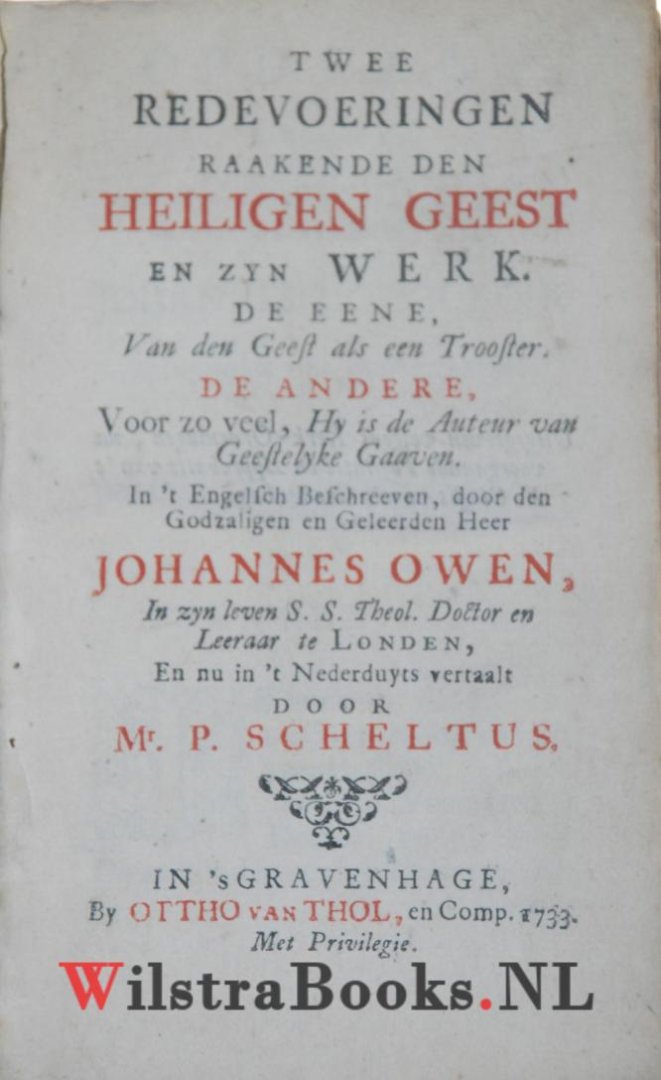 TWEE
REDEVOERINGEN
RAAKENDE DEN
HEILIGEN GEEST
EN ZYN WERK.
DE EENE,
Van den Geeſt als een Trooſter.
DE ANDERE,
Voor zo veel, Hy is de Auteur van
Geeſtelyke Gaaven.
In 't Engelſch Beſchreeven, door den
Godzaligen en Geleerden Heer
JOHANNES OWEN,
In zyn leven S. S. Theol. Doctor en
Leeraar te LONDEN,
En nu in 't Nederduyts vertaalt
DOOR
Mr. P. SCHELTUS.
IN 'sGRAVENHAGE,
By OTTHO VAN THOL, en Comp. 1733.
Met Privilegie.
WilstraBooks.NL